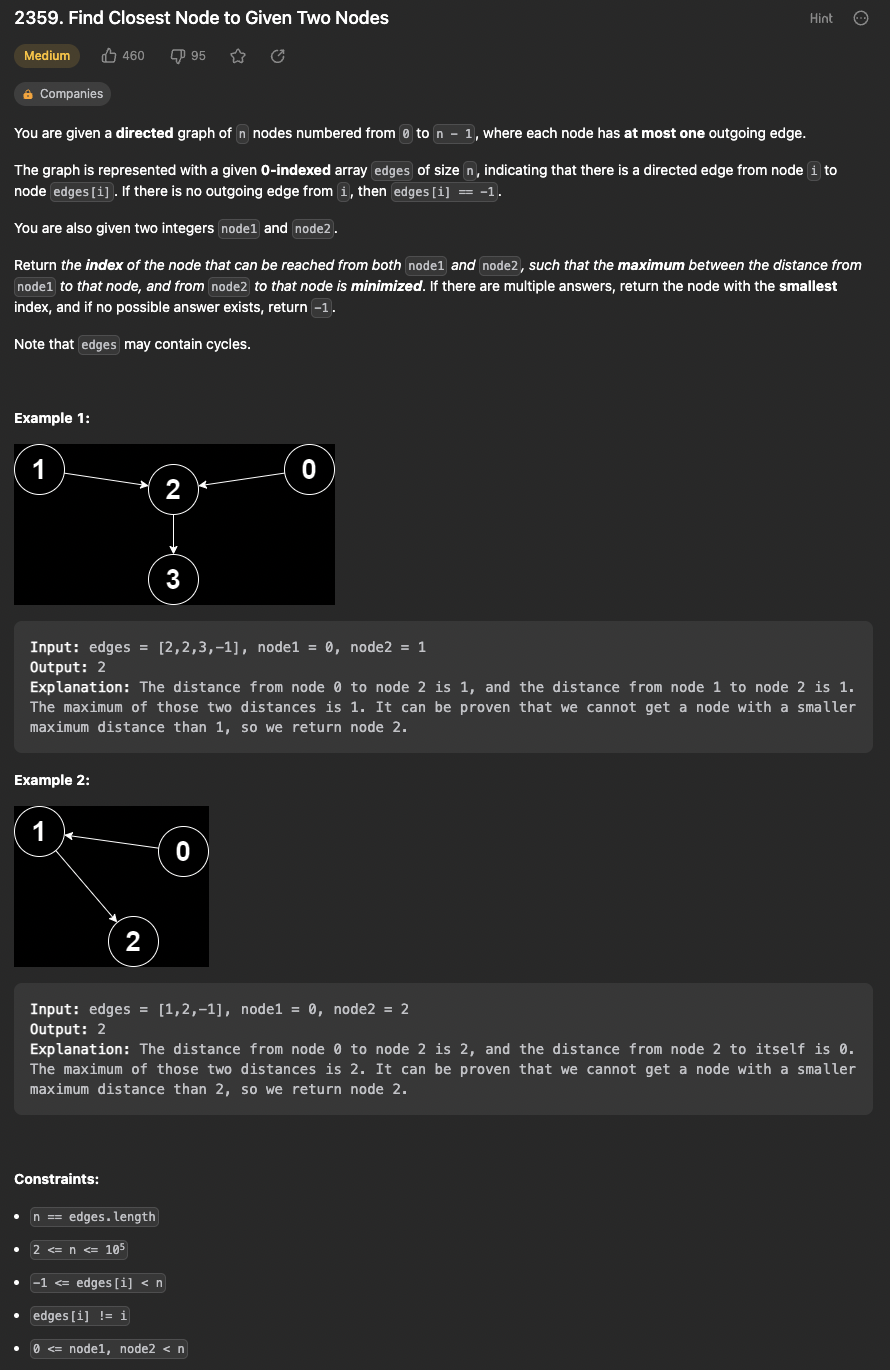 2359. Find Closest Node to Given Two Nodes
Hint
Medium 460 95
Companies
You are given a directed graph of n nodes numbered from 0 to n - 1, where each node has at most one outgoing edge.
The graph is represented with a given 0-indexed array edges of size n, indicating that there is a directed edge from node i to
node edges[i]. If there is no outgoing edge from i, then edges[i] == -1.
You are also given two integers node1 and node2.
Return the index of the node that can be reached from both node1 and node2, such that the maximum between the distance from
node1 to that node, and from node2 to that node is minimized. If there are multiple answers, return the node with the smallest
index, and if no possible answer exists, return -1.
Note that edges may contain cycles.
Example 1:
1
0
2
3
Input: edges = [2,2,3,-1], node1 = 0, node2 = 1
Output: 2
Explanation: The distance from node 0 to node 2 is 1, and the distance from node 1 to node 2 is 1.
The maximum of those two distances is 1. It can be proven that we cannot get a node with a smaller
maximum distance than 1, so we return node 2.
Example 2:
1
0
2
Input: edges = [1,2,-1], node1 = 0, node2 = 2
Output: 2
Explanation: The distance from node 0 to node 2 is 2, and the distance from node 2 to itself is 0.
The maximum of those two distances is 2. It can be proven that we cannot get a node with a smaller
maximum distance than 2, so we return node 2.
Constraints:
• n == edges.length
• 2 <= n <= 10⁵
• -1 <= edges[i] < n
• edges[i] != i
• 0 <= node1, node2 < n